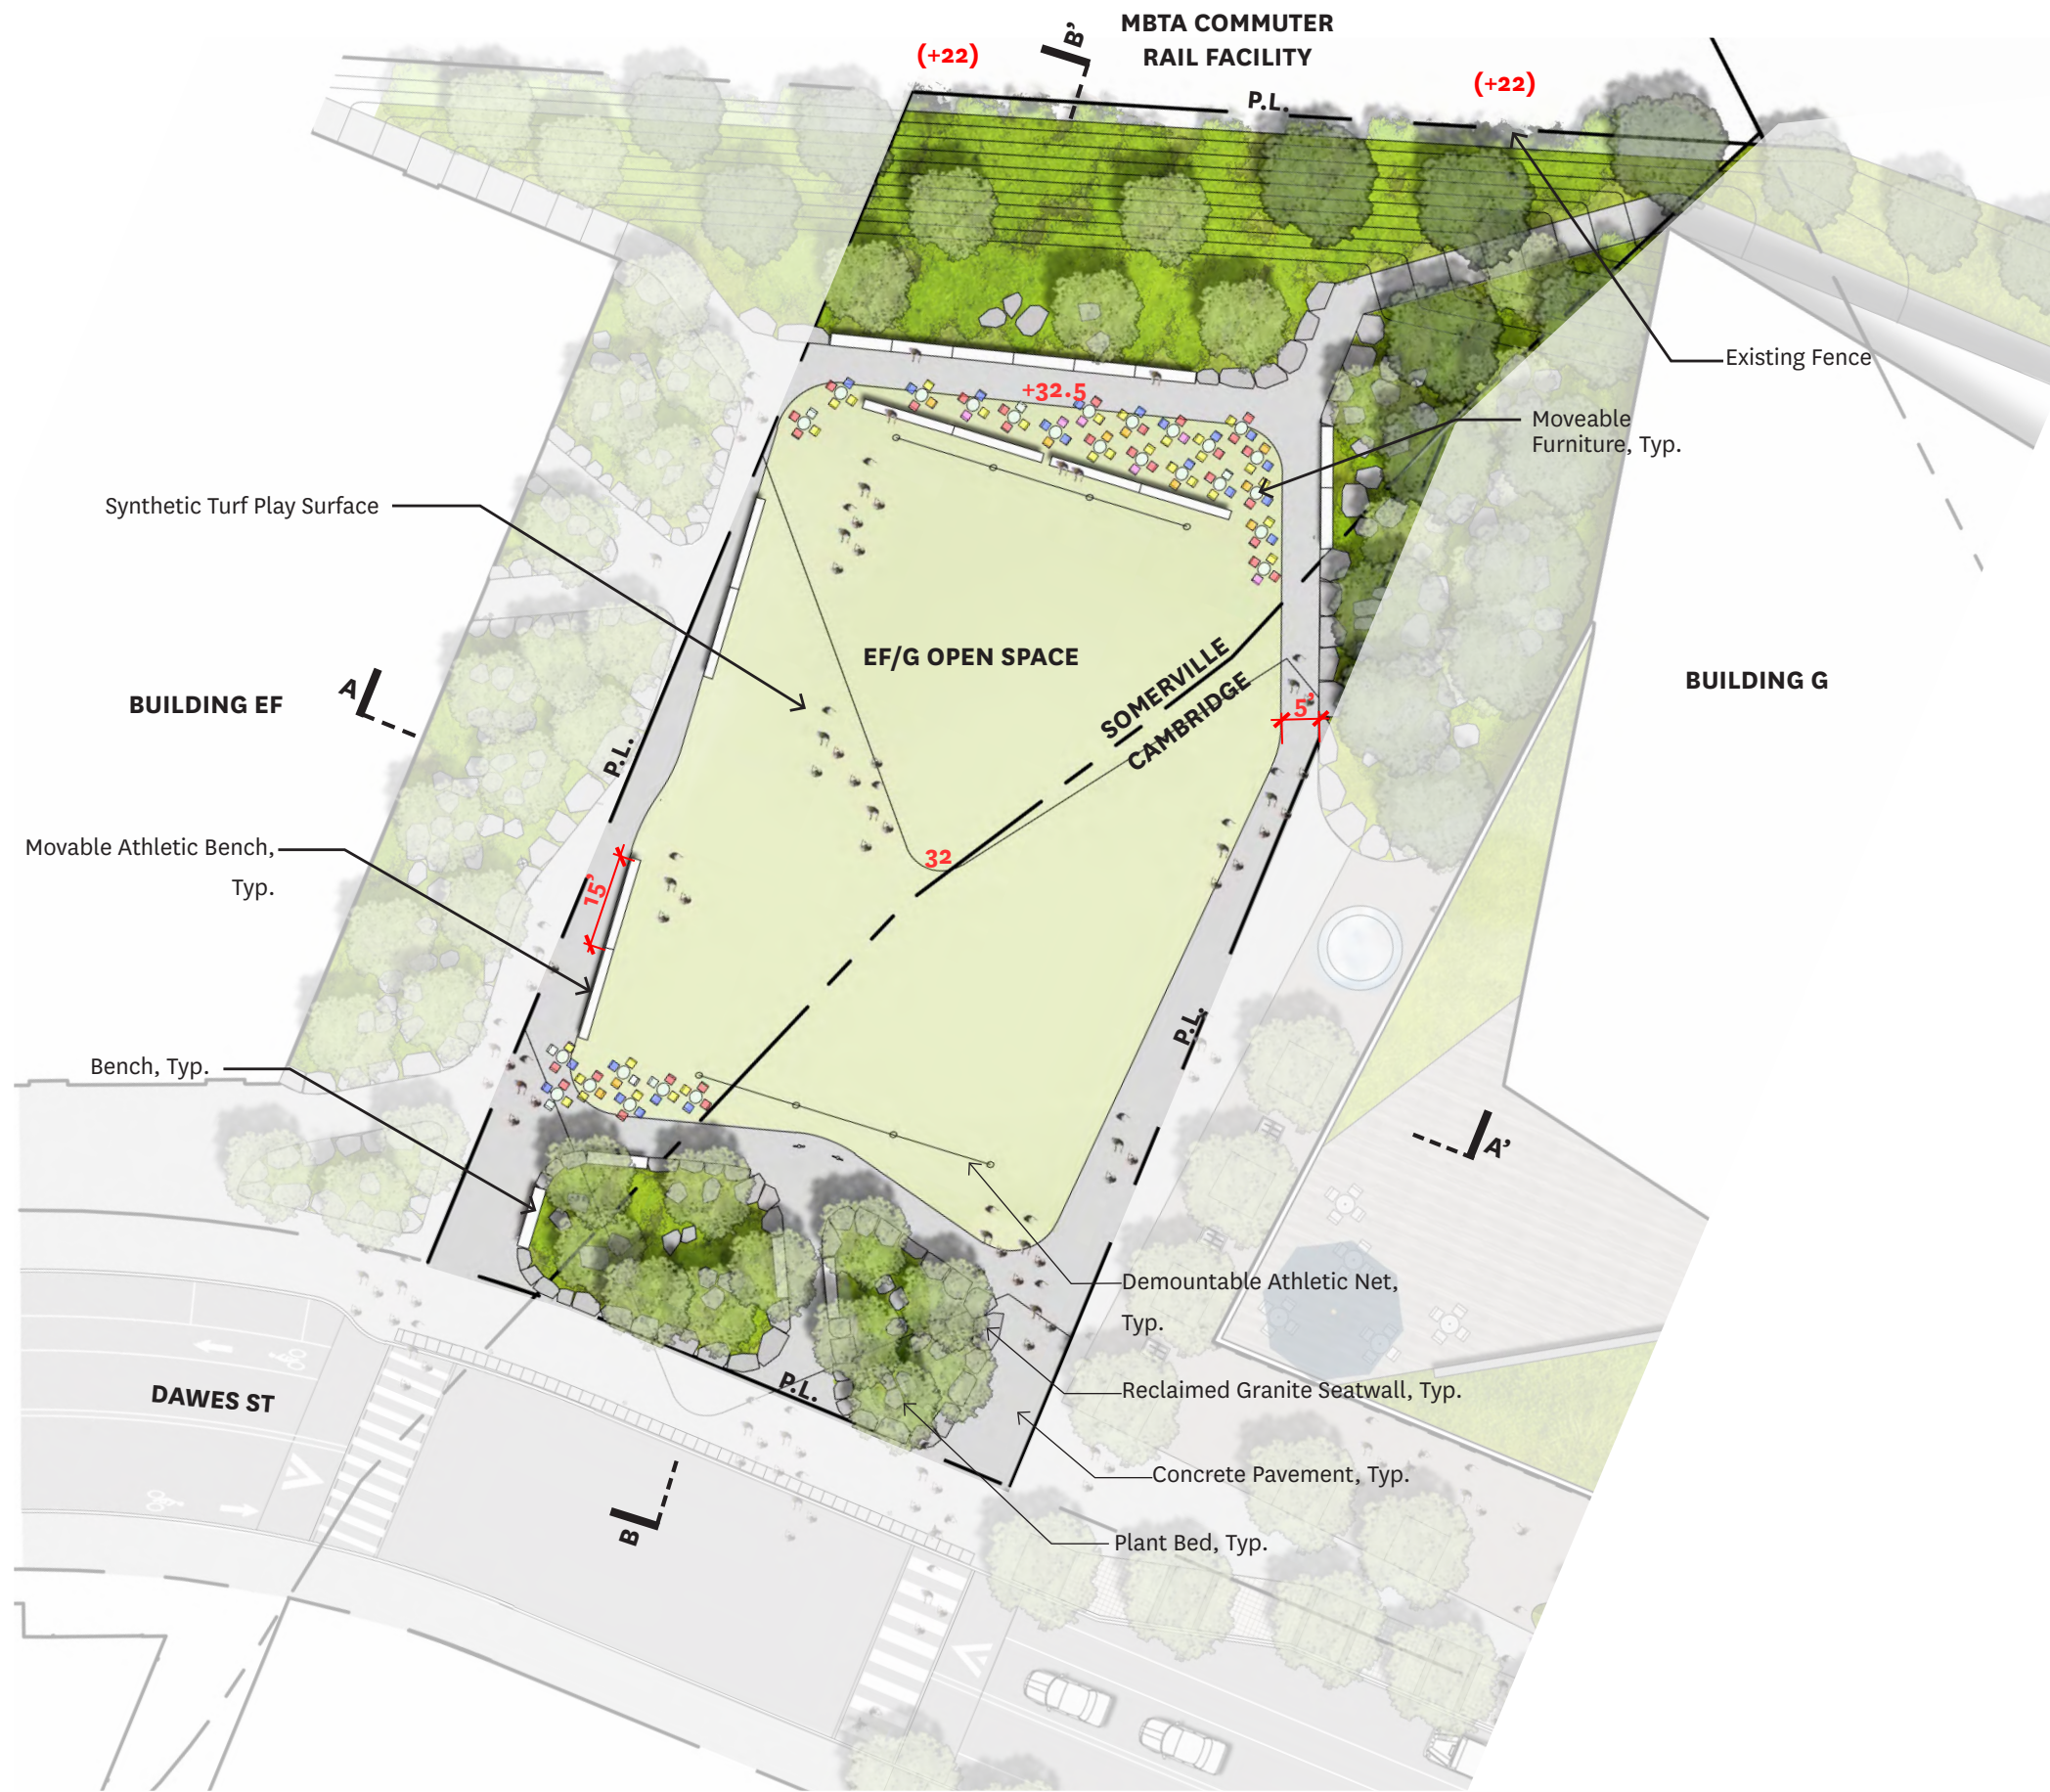 B’
MBTA COMMUTER
RAIL FACILITY
(+22)
(+22)
P.L.
Existing Fence
+32.5
Moveable
Furniture, Typ.
Synthetic Turf Play Surface
EF/G OPEN SPACE
SOMERVILLE
CAMBRIDGE
BUILDING G
A
BUILDING EF
5’
P.L.
Movable Athletic Bench,
Typ.
32
15’
P.L.
Bench, Typ.
A’
Demountable Athletic Net,
Typ.
P.L.
Reclaimed Granite Seatwall, Typ.
DAWES ST
Concrete Pavement, Typ.
B
Plant Bed, Typ.